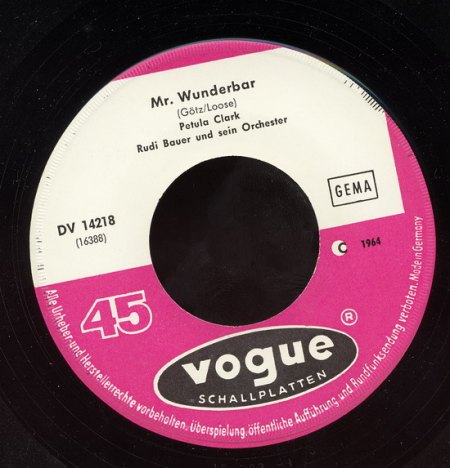 Mr. Wunderbar
(Götz/Loose)
Petula Clark
Rudi Bauer und sein Orchester
GEMA
DV 14218
(16388)
1964
45
vogue ®
SCHALLPLATTEN
Alle Urheber- und Herstellerrechte vorbehalten. Überspielung, öffentliche Aufführung und Rundfunksendung verboten. Made in Germany